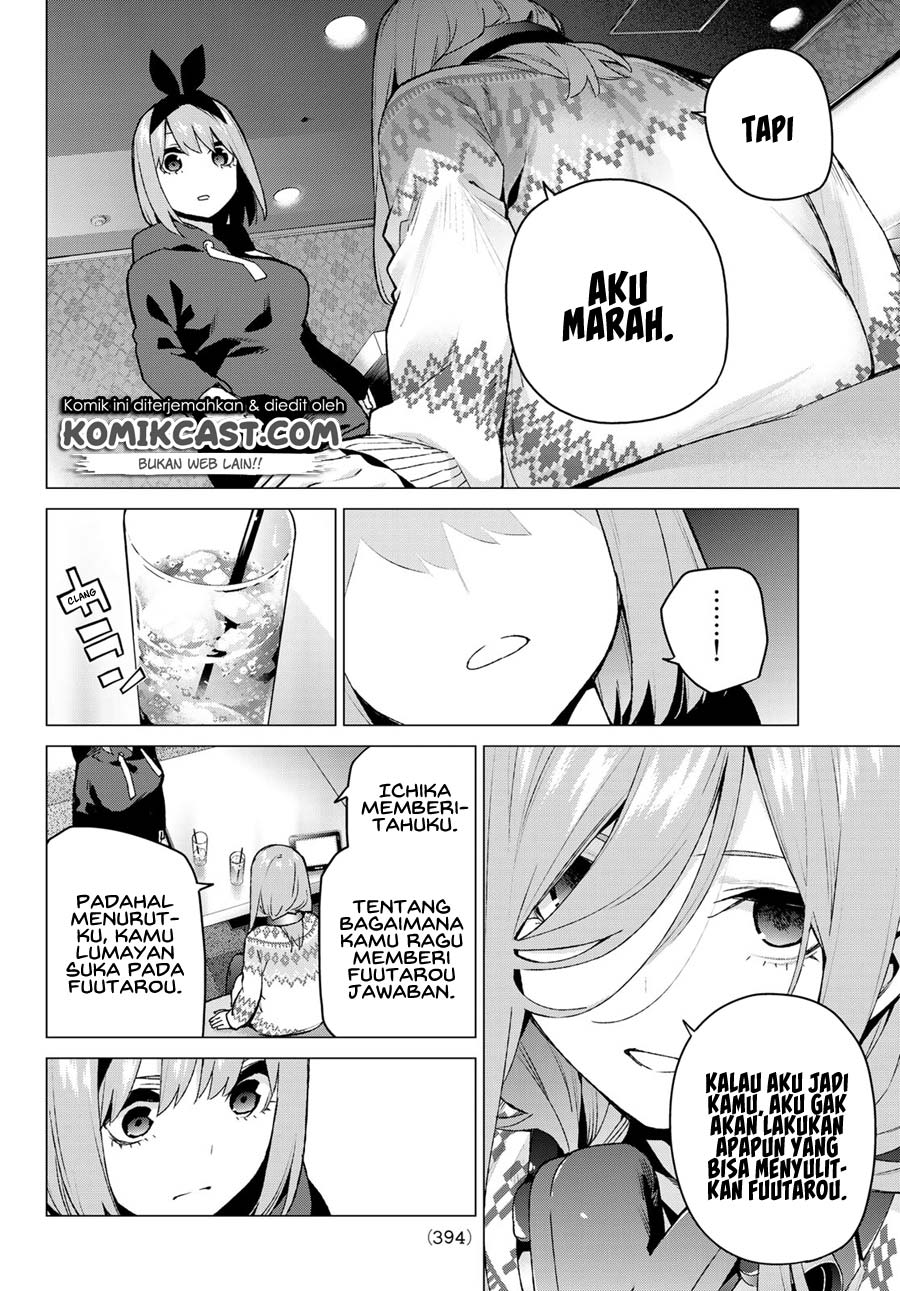 TAPI
AKU
MARAH.
Komik ini diterjemahkan & diedit oleh
KOMIKCAST.COM
BUKAN WEB LAIN!!
......
CLANG
ICHIKA
MEMBERI-
TAHUKU.
TENTANG
BAGAIMANA
KAMU RAGU
MEMBERI
FUUTAROU
JAWABAN.
PADAHAL
MENURUT-
KU, KAMU
LUMAYAN
SUKA PADA
FUUTAROU.
KALAU AKU JADI
KAMU, AKU GAK
AKAN LAKUKAN
APAPUN YANG
BISA MENYULIT-
KAN FUUTAROU.
(394)